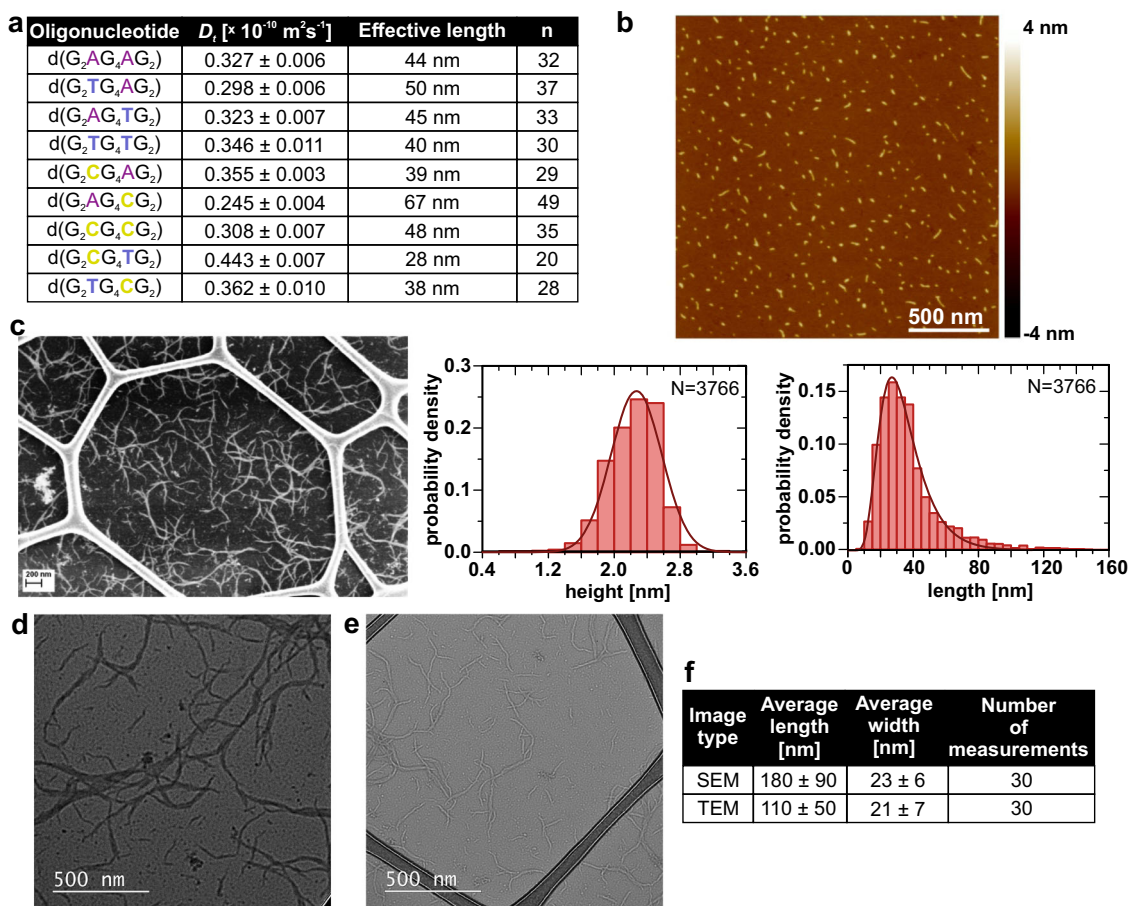 a
Oligonucleotide Dₜ [x 10⁻¹⁰ m²s⁻¹] Effective length n
d(G₂AG₄AG₂) 0.327 ± 0.006 44 nm 32
d(G₂TG₄AG₂) 0.298 ± 0.006 50 nm 37
d(G₂AG₄TG₂) 0.323 ± 0.007 45 nm 33
d(G₂TG₄TG₂) 0.346 ± 0.011 40 nm 30
d(G₂CG₄AG₂) 0.355 ± 0.003 39 nm 29
d(G₂AG₄CG₂) 0.245 ± 0.004 67 nm 49
d(G₂CG₄CG₂) 0.308 ± 0.007 48 nm 35
d(G₂CG₄TG₂) 0.443 ± 0.007 28 nm 20
d(G₂TG₄CG₂) 0.362 ± 0.010 38 nm 28
b
4 nm
500 nm
-4 nm
c
200 nm
probability density
0.3
0.2
0.1
0.0
N=3766
0.4 1.2 2.0 2.8 3.6
height [nm]
probability density
0.15
0.10
0.05
0.00
N=3766
0 40 80 120 160
length [nm]
d
500 nm
e
500 nm
f
Image type Average length [nm] Average width [nm] Number of measurements
SEM 180 ± 90 23 ± 6 30
TEM 110 ± 50 21 ± 7 30